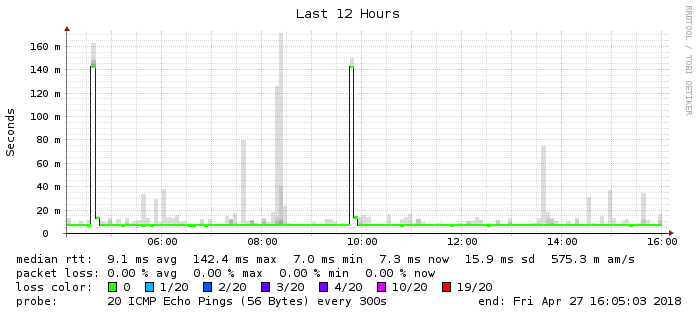 Last 12 Hours
RRDTOOL / TOBI OETIKER
Seconds
160 m
140 m
120 m
100 m
80 m
60 m
40 m
20 m
0
06:00 08:00 10:00 12:00 14:00 16:00
median rtt: 9.1 ms avg 142.4 ms max 7.0 ms min 7.3 ms now 15.9 ms sd 575.3 m am/s
packet loss: 0.00 % avg 0.00 % max 0.00 % min 0.00 % now
loss color: 0 1/20 2/20 3/20 4/20 10/20 19/20
probe: 20 ICMP Echo Pings (56 Bytes) every 300s end: Fri Apr 27 16:05:03 2018